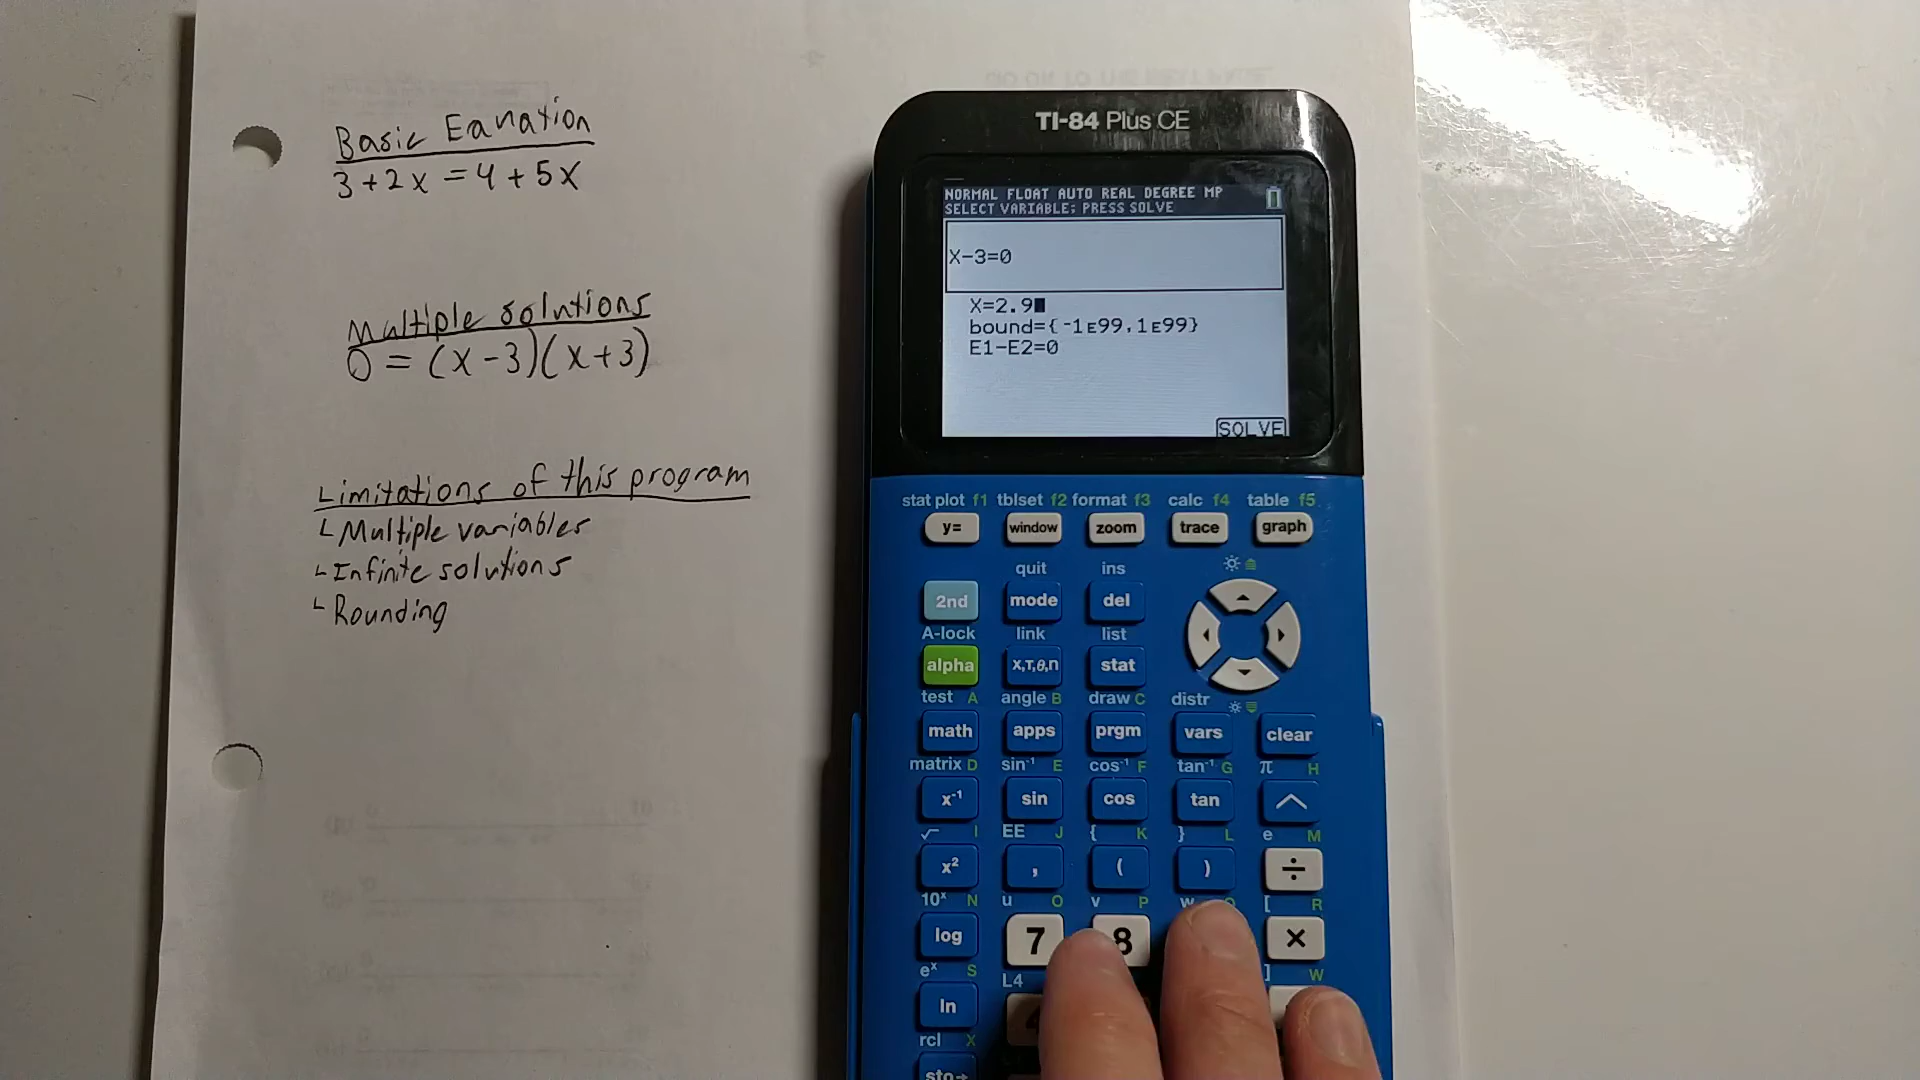 Basic Eauation
3+2x=4+5x
Multiple solutions
0=(x-3)(x+3)
Limitations of this program
Multiple variables
Infinite solutions
Rounding
TI-84 Plus CE
NORMAL FLOAT AUTO REAL DEGREE MP
SELECT VARIABLE; PRESS SOLVE
X-3=0
X=2.9
bound={-1E99,1E99}
E1-E2=0
SOLVE
stat plot f1 tblset f2 format f3 calc f4 table f5
y= window zoom trace graph
quit ins
2nd mode del
A-lock link list
alpha X,T,θ,n stat
test A angle B draw C distr
math apps prgm vars clear
matrix D sin⁻¹ E cos⁻¹ F tan⁻¹ G π H
x⁻¹ sin cos tan ^
√ I EE J { K } L e M
x² , ( ) ÷
10ˣ N u O v P w [ R
log 7 8 ×
eˣ S L4 ] W
ln
rcl X
sto→